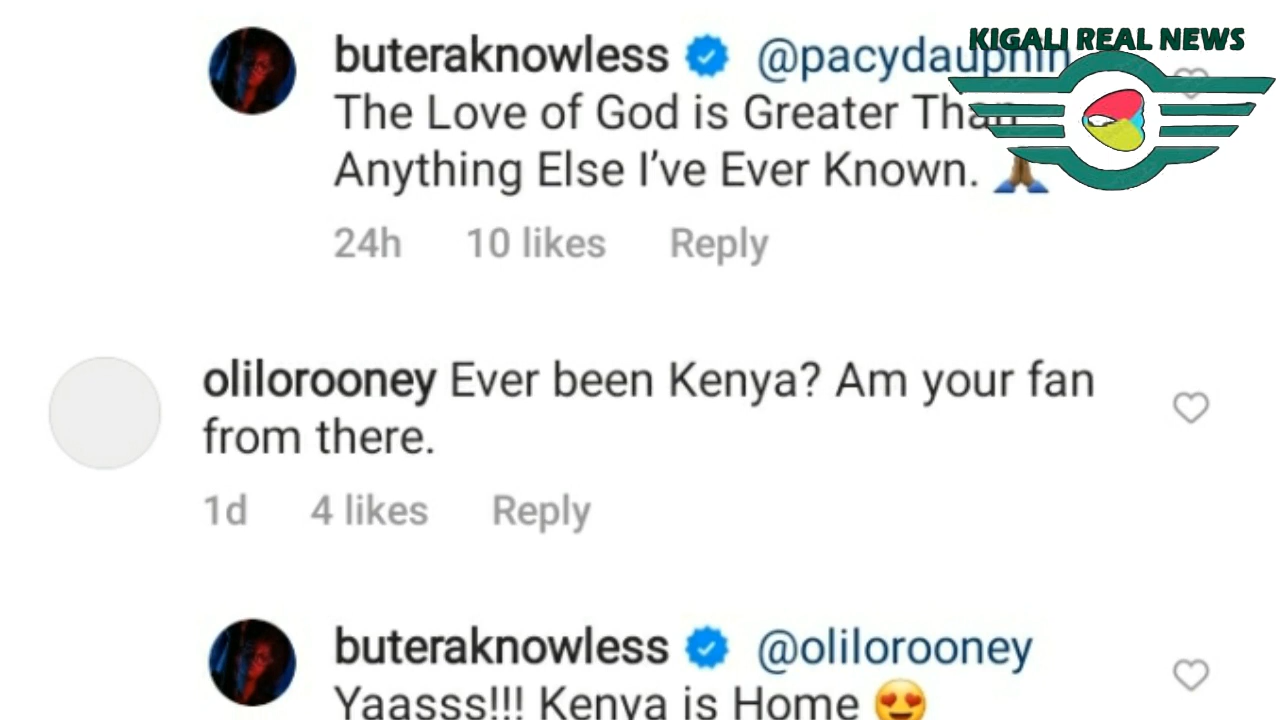 buteraknowless @pacydauphin
KIGALI REAL NEWS
The Love of God is Greater Than
Anything Else I’ve Ever Known. 🙏🏾
24h 10 likes Reply
olilorooney Ever been Kenya? Am your fan
from there.
1d 4 likes Reply
buteraknowless @olilorooney
Yaasss!!! Kenya is Home 😍